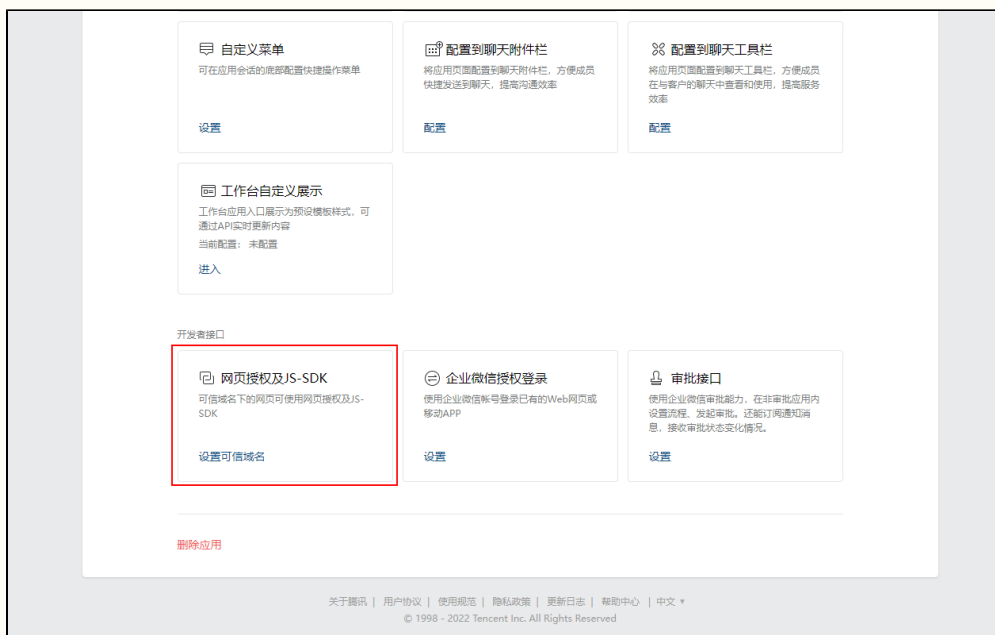 自定义菜单
可在应用会话的底部配置快捷操作菜单
设置
配置到聊天附件栏
将应用页面配置到聊天附件栏，方便成员
快捷发送到聊天，提高沟通效率
配置
配置到聊天工具栏
将应用页面配置到聊天工具栏，方便成员
在与客户的聊天中查看和使用，提高服务
效率
配置
工作台自定义展示
工作台应用入口展示为预设模板样式，可
通过API实时更新内容
当前配置： 未配置
进入
开发者接口
网页授权及JS-SDK
可信域名下的网页可使用网页授权及JS-
SDK
设置可信域名
企业微信授权登录
使用企业微信帐号登录已有的Web网页或
移动APP
设置
审批接口
使用企业微信审批能力，在非审批应用内
设置流程、发起审批。还能订阅通知消
息，接收审批状态变化情况。
设置
删除应用
关于腾讯 | 用户协议 | 使用规范 | 隐私政策 | 更新日志 | 帮助中心 | 中文
© 1998 - 2022 Tencent Inc. All Rights Reserved